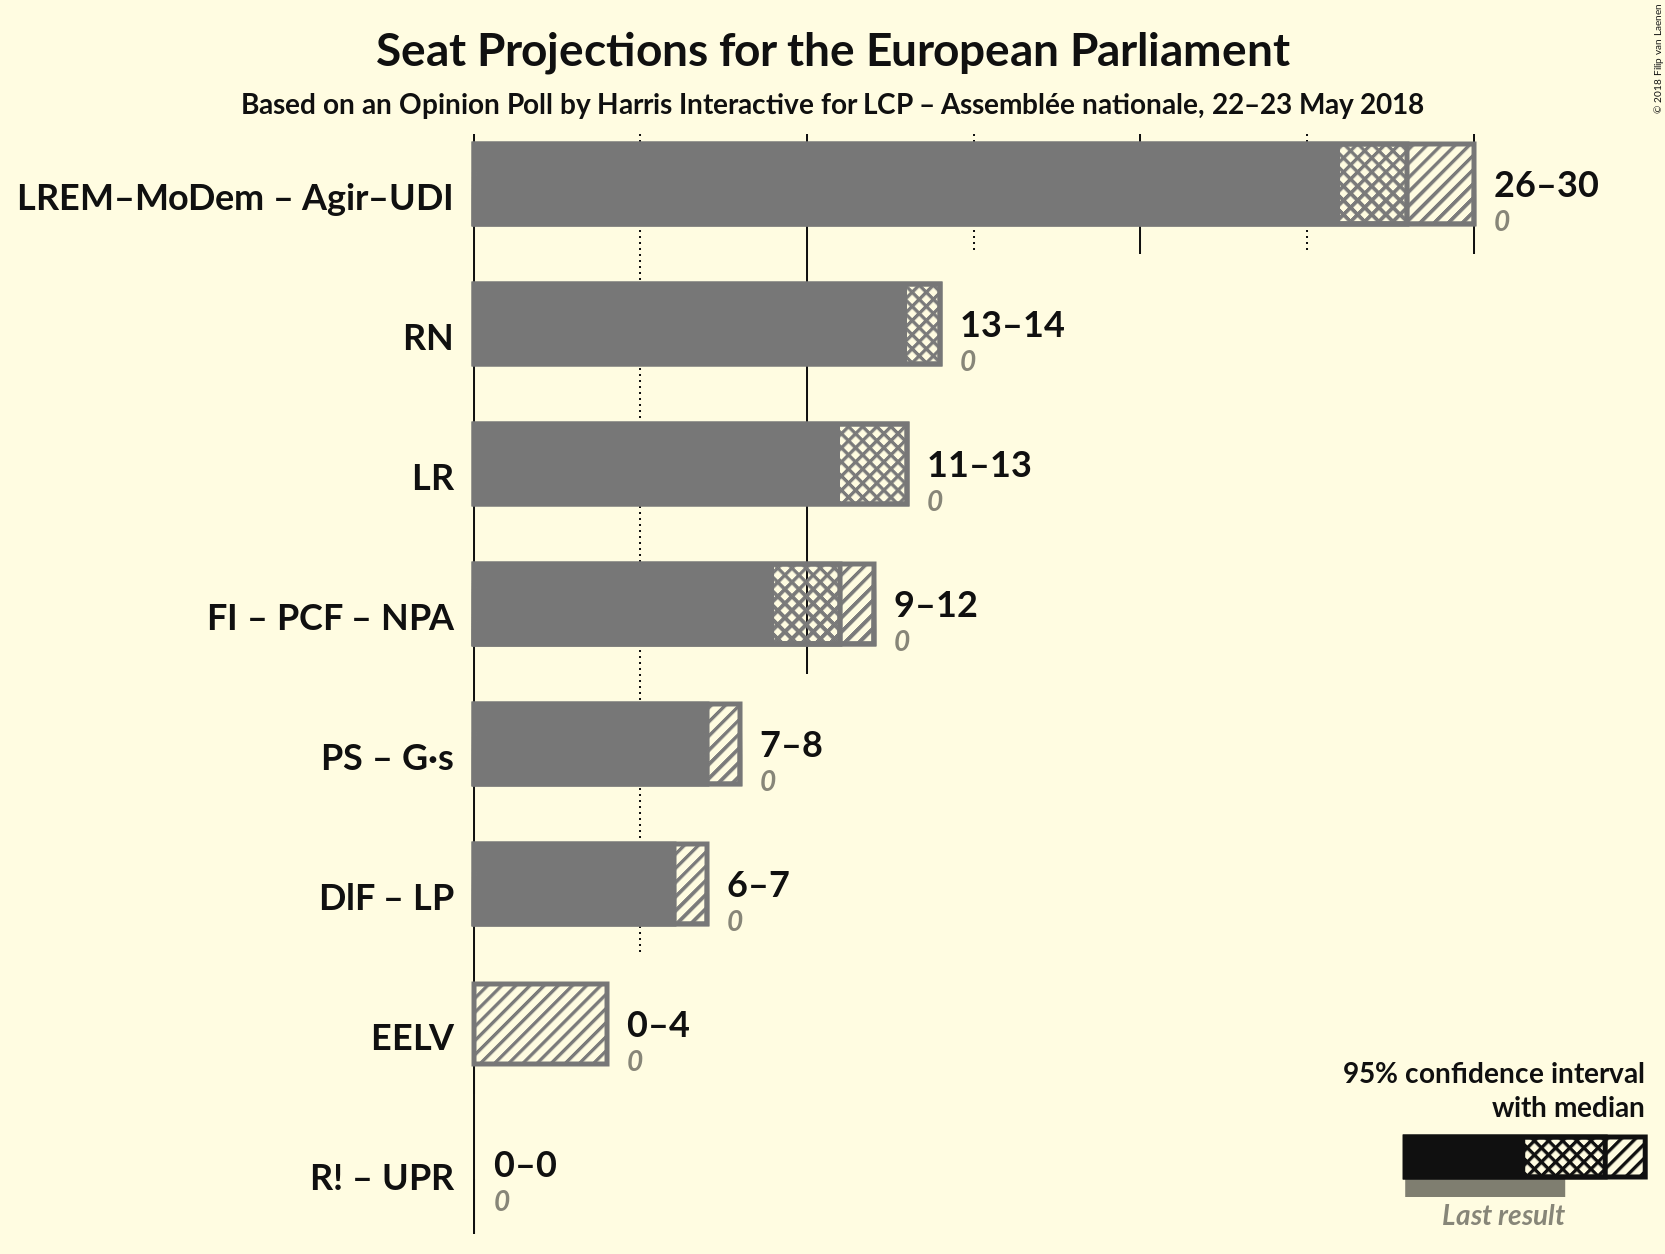 Seat Projections for the European Parliament
Based on an Opinion Poll by Harris Interactive for LCP – Assemblée nationale, 22–23 May 2018
© 2018 Filip van Laenen
LREM–MoDem – Agir–UDI
26–30
0
RN
13–14
0
LR
11–13
0
FI – PCF – NPA
9–12
0
PS – G·s
7–8
0
DlF – LP
6–7
0
EELV
0–4
0
R! – UPR
0–0
0
95% confidence interval
with median
Last result